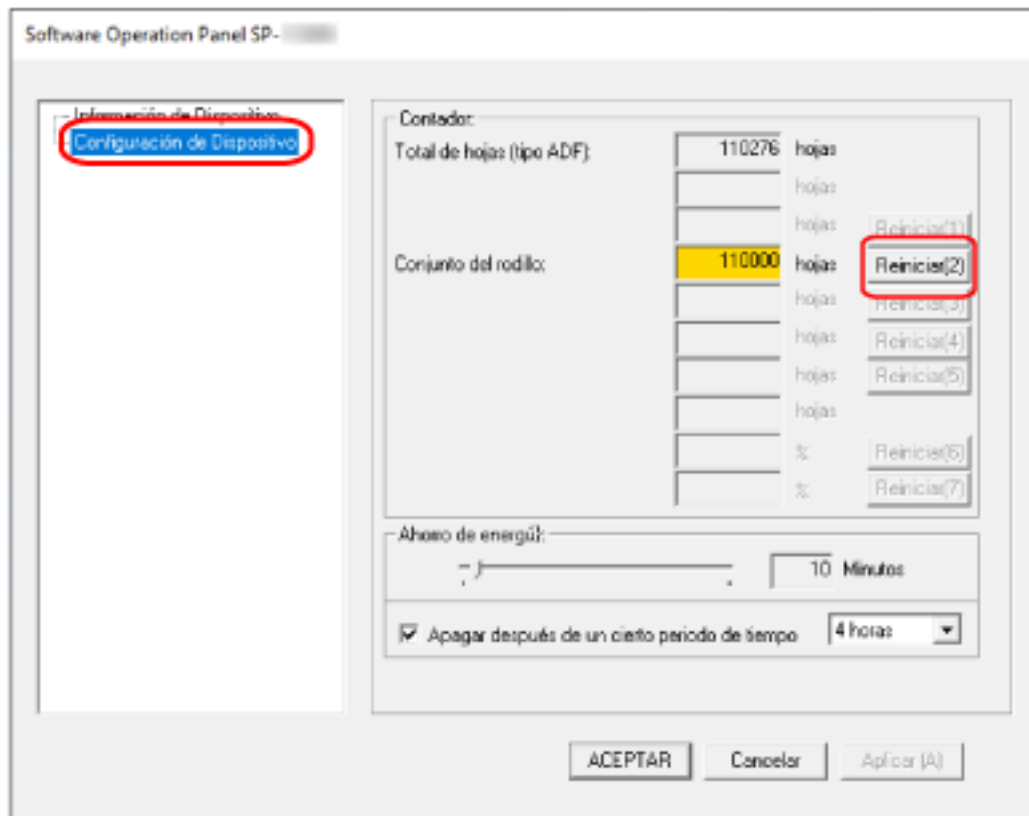 Software Operation Panel SP-
Información de Dispositivo
Configuración de Dispositivo
Contador:
Total de hojas (tipo ADF): 110276 hojas
hojas
hojas Reiniciar(1)
Conjunto del rodillo: 110000 hojas Reiniciar(2)
hojas Reiniciar(3)
hojas Reiniciar(4)
hojas Reiniciar(5)
hojas
% Reiniciar(6)
% Reiniciar(7)
10 Minutos
Apagar después de un cierto periodo de tiempo 4 horas
ACEPTAR Cancelar Aplicar (A)